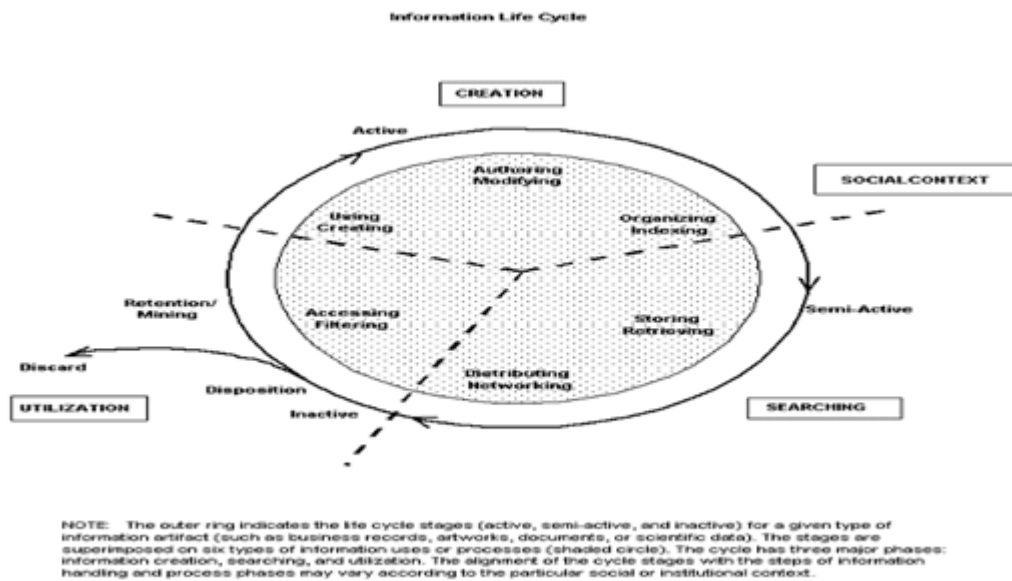 Information Life Cycle
CREATION
Active
Authoring
Modifying
SOCIALCONTEXT
Using
Creating
Organizing
Indexing
Retention/
Mining
Accessing
Filtering
Storing
Retrieving
Semi-Active
Discard
Disposition
Distributing
Networking
UTILIZATION
Inactive
SEARCHING
NOTE: The outer ring indicates the life cycle stages (active, semi-active, and inactive) for a given type of
information artifact (such as business records, artworks, documents, or scientific data). The stages are
superimposed on six types of information uses or processes (shaded circle). The cycle has three major phases:
information creation, searching, and utilization. The alignment of the cycle stages with the steps of information
handling and process phases may vary according to the particular social or institutional context.